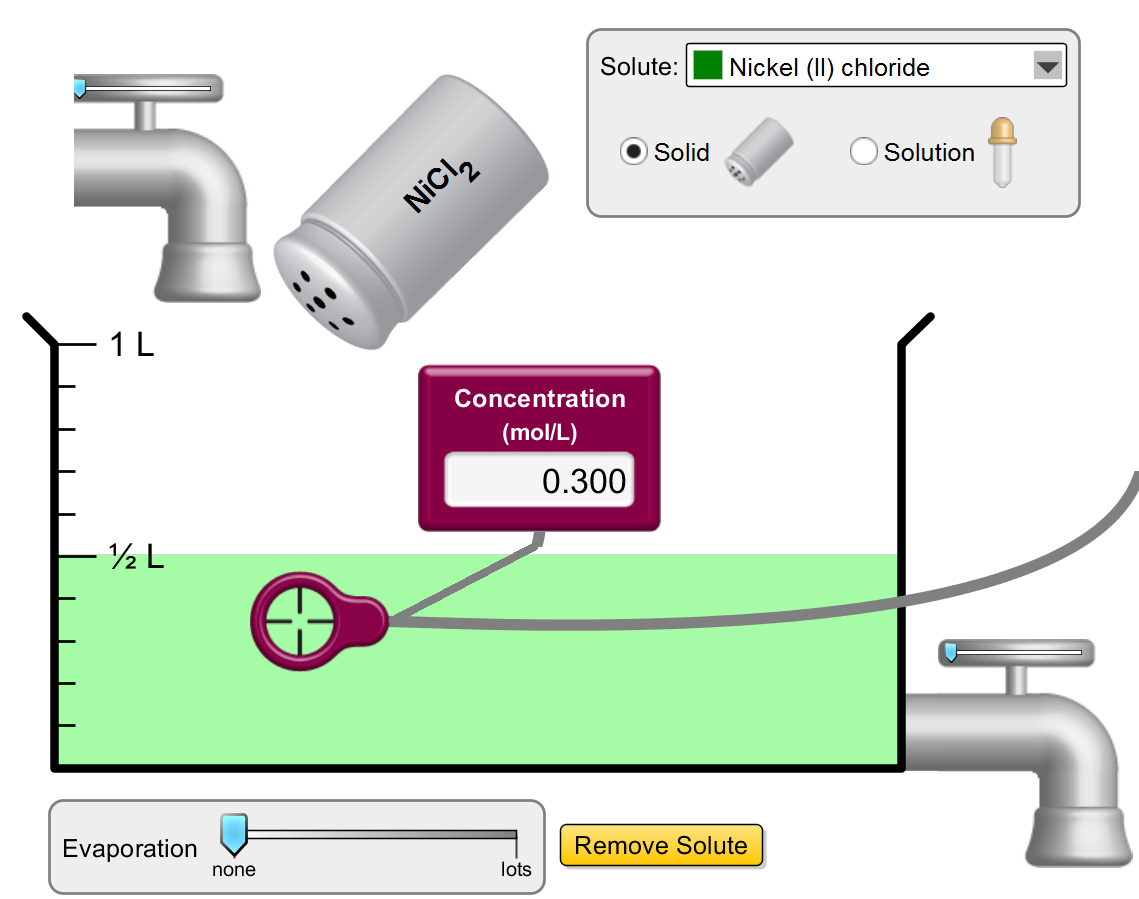 Solute: Nickel (II) chloride
Solid Solution
NiCl2
1 L
Concentration
(mol/L)
0.300
½ L
Evaporation
none lots
Remove Solute